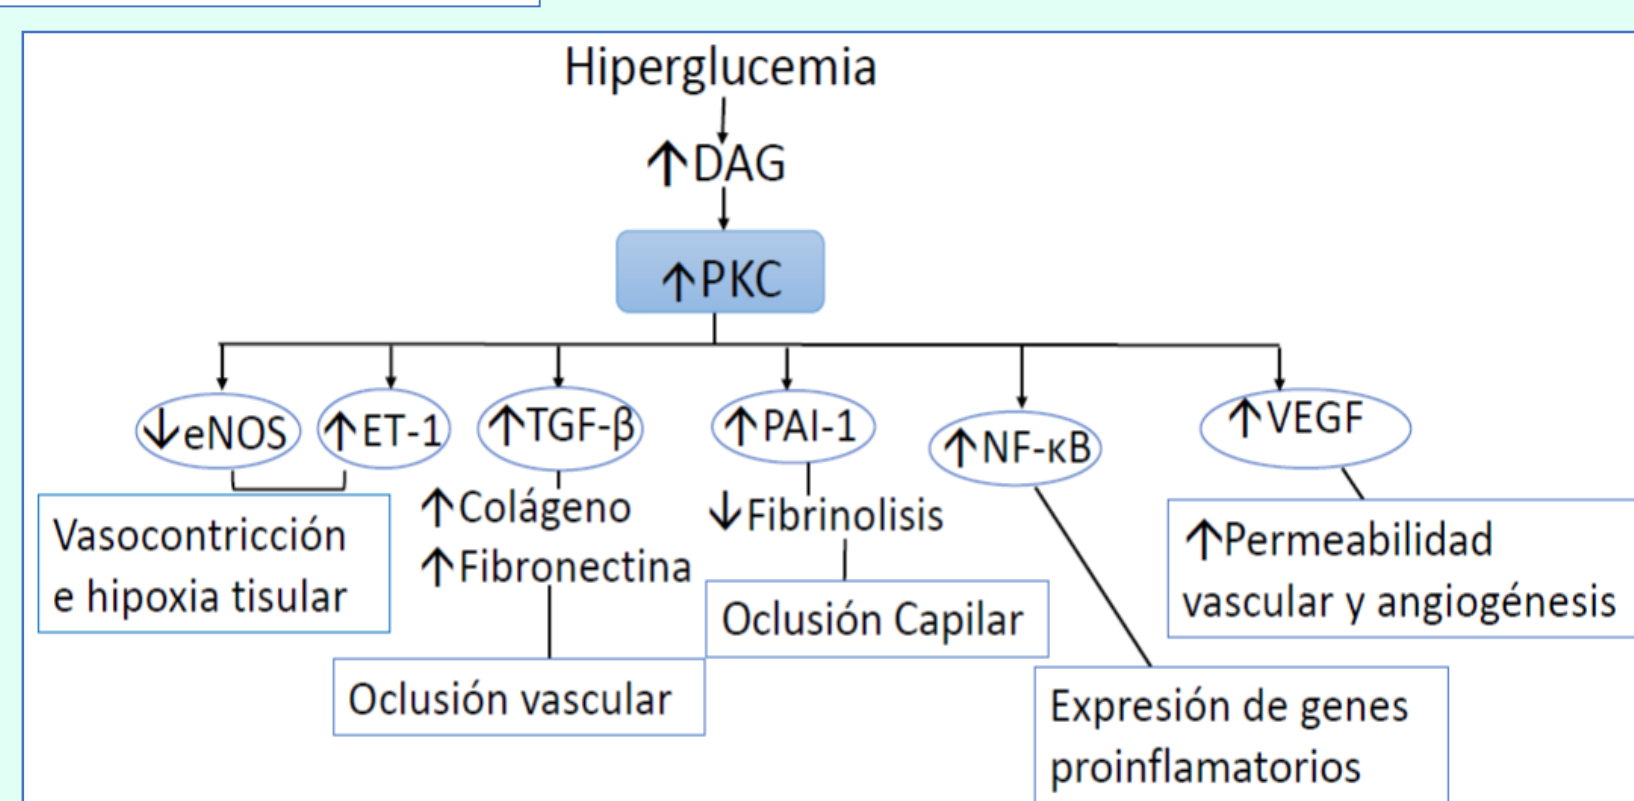 Hiperglucemia
↑DAG
↑PKC
↓eNOS
↑ET-1
↑TGF-β
↑PAI-1
↑NF-κB
↑VEGF
Vasocontricción
e hipoxia tisular
↑Colágeno
↑Fibronectina
Oclusión vascular
↓Fibrinolisis
Oclusión Capilar
Expresión de genes
proinflamatorios
↑Permeabilidad
vascular y angiogénesis